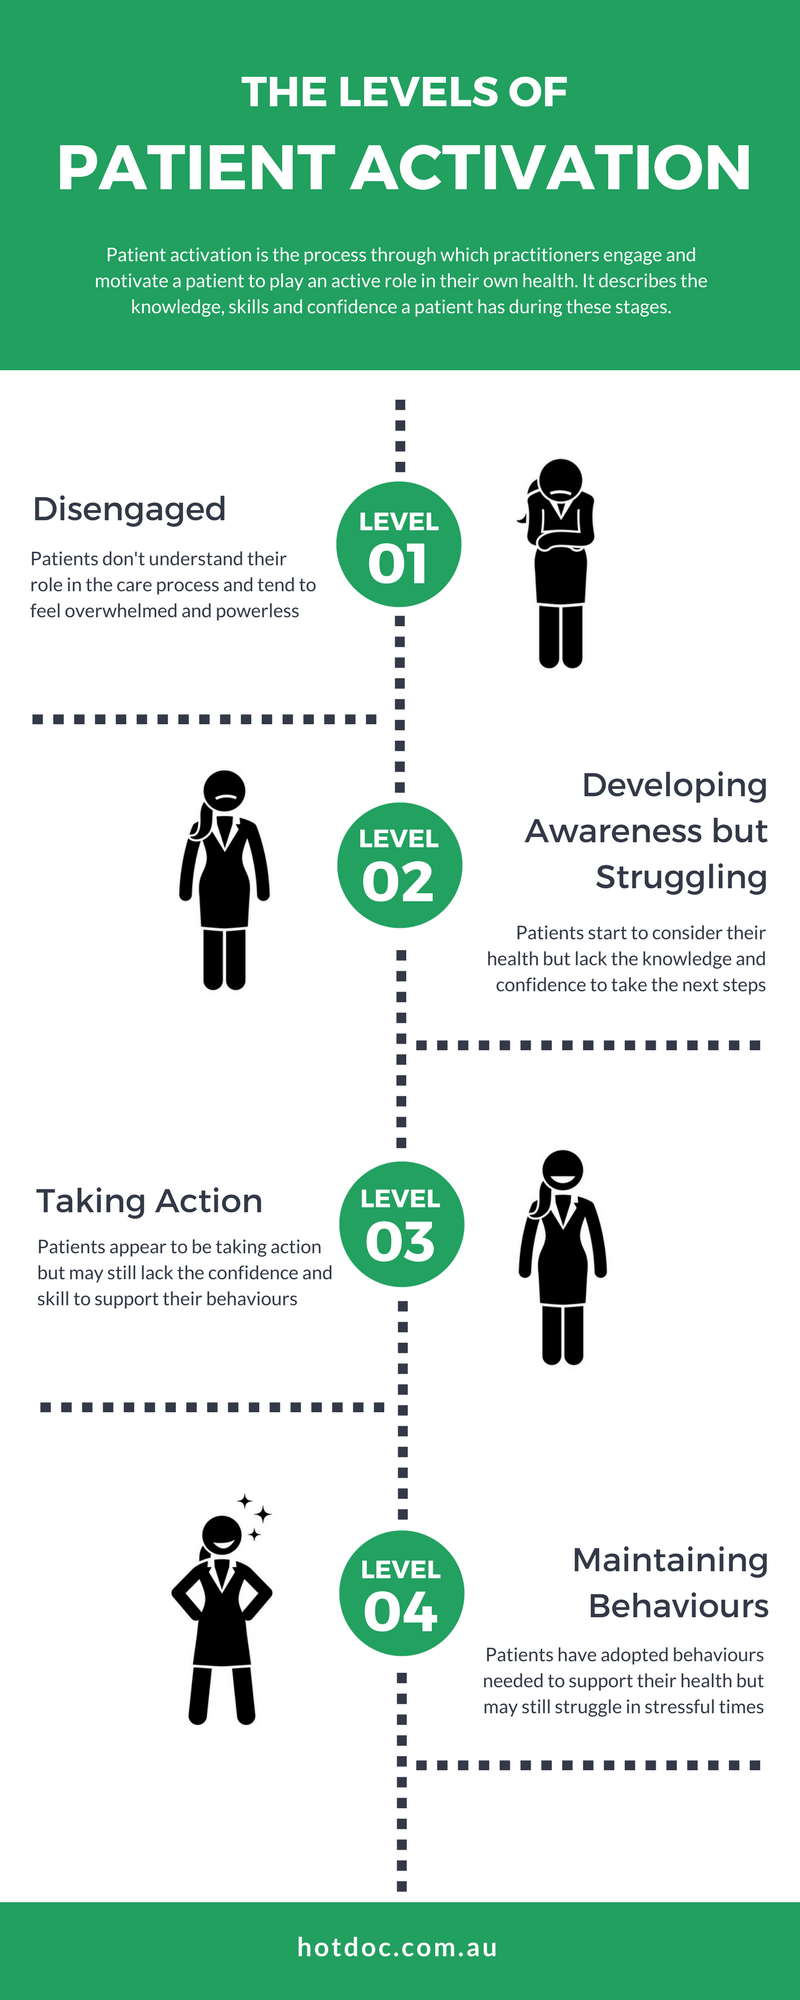 THE LEVELS OF
PATIENT ACTIVATION
Patient activation is the process through which practitioners engage and
motivate a patient to play an active role in their own health. It describes the
knowledge, skills and confidence a patient has during these stages.
Disengaged
Patients don't understand their
role in the care process and tend to
feel overwhelmed and powerless
LEVEL
01
LEVEL
02
Developing
Awareness but
Struggling
Patients start to consider their
health but lack the knowledge and
confidence to take the next steps
Taking Action
Patients appear to be taking action
but may still lack the confidence and
skill to support their behaviours
LEVEL
03
LEVEL
04
Maintaining
Behaviours
Patients have adopted behaviours
needed to support their health but
may still struggle in stressful times
hotdoc.com.au